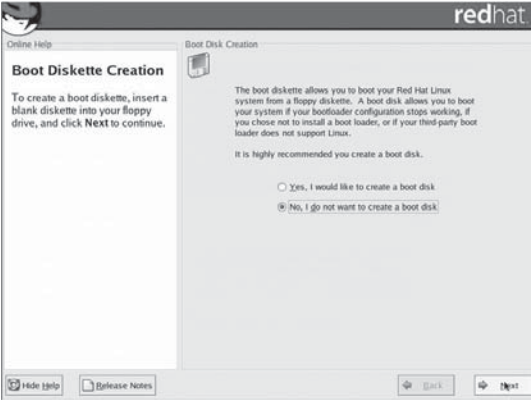 redhat.
Online Help
Boot Disk Creation
Boot Diskette Creation
To create a boot diskette, insert a
blank diskette into your floppy
drive, and click Next to continue.
The boot diskette allows you to boot your Red Hat Linux
system from a floppy diskette. A boot disk allows you to boot
your system if your bootloader configuration stops working, if
you chose not to install a boot loader, or if your third-party boot
loader does not support Linux.
It is highly recommended you create a boot disk.
Yes, I would like to create a boot disk
No, I do not want to create a boot disk
Hide Help
Release Notes
Back
Next